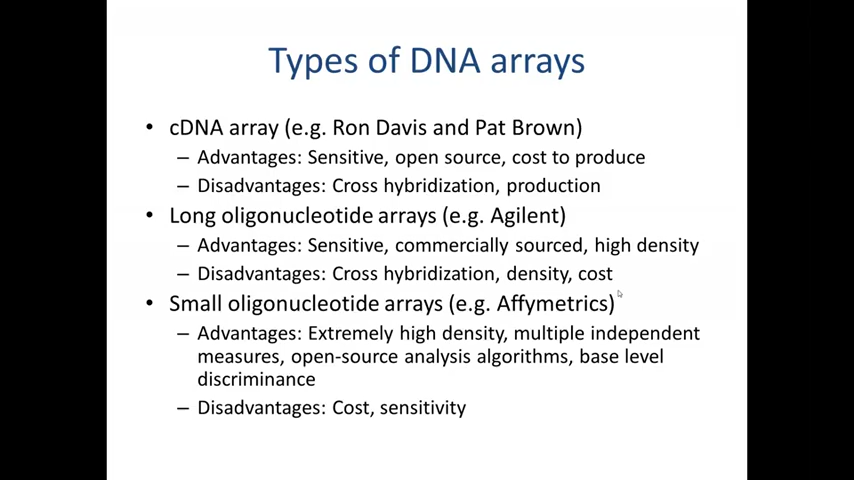 Types of DNA arrays
• cDNA array (e.g. Ron Davis and Pat Brown)
– Advantages: Sensitive, open source, cost to produce
– Disadvantages: Cross hybridization, production
• Long oligonucleotide arrays (e.g. Agilent)
– Advantages: Sensitive, commercially sourced, high density
– Disadvantages: Cross hybridization, density, cost
• Small oligonucleotide arrays (e.g. Affymetrics)
– Advantages: Extremely high density, multiple independent
measures, open-source analysis algorithms, base level
discriminance
– Disadvantages: Cost, sensitivity